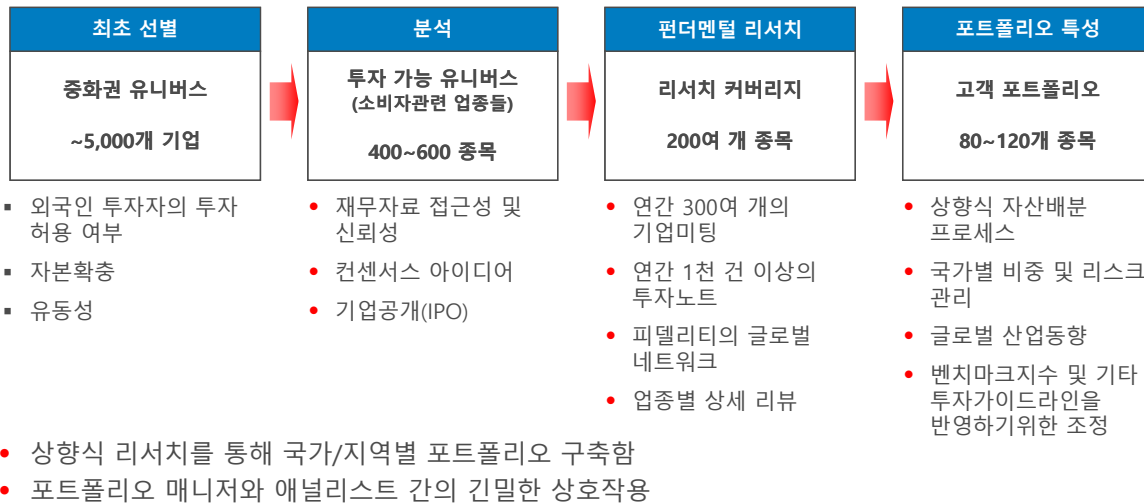 최초 선별
중화권 유니버스
~5,000개 기업
외국인 투자자의 투자
허용 여부
자본확충
유동성
분석
투자 가능 유니버스
(소비자관련 업종들)
400~600 종목
재무자료 접근성 및
신뢰성
컨센서스 아이디어
기업공개(IPO)
펀더멘털 리서치
리서치 커버리지
200여 개 종목
연간 300여 개의
기업미팅
연간 1천 건 이상의
투자노트
피델리티의 글로벌
네트워크
업종별 상세 리뷰
포트폴리오 특성
고객 포트폴리오
80~120개 종목
상향식 자산배분
프로세스
국가별 비중 및 리스크
관리
글로벌 산업동향
벤치마크지수 및 기타
투자가이드라인을
반영하기위한 조정
상향식 리서치를 통해 국가/지역별 포트폴리오 구축함
포트폴리오 매니저와 애널리스트 간의 긴밀한 상호작용